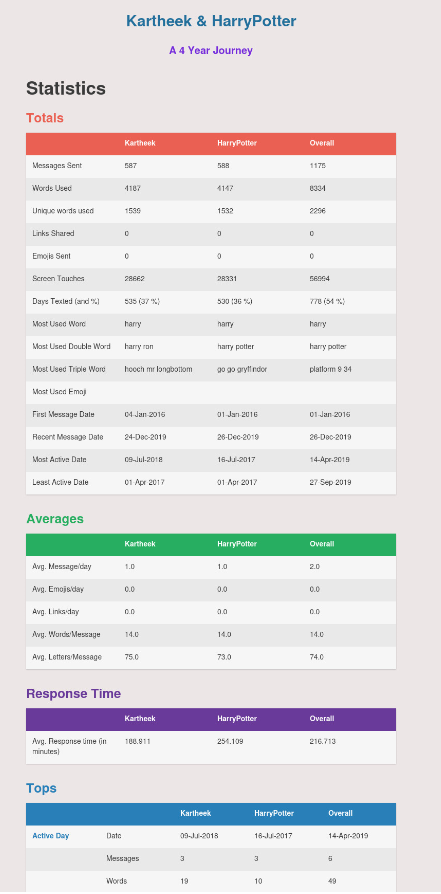 Kartheek & HarryPotter
A 4 Year Journey
Statistics
Totals
Kartheek HarryPotter Overall
Messages Sent 587 588 1175
Words Used 4187 4147 8334
Unique words used 1539 1532 2296
Links Shared 0 0 0
Emojis Sent 0 0 0
Screen Touches 28662 28331 56994
Days Texted (and %) 535 (37 %) 530 (36 %) 778 (54 %)
Most Used Word harry harry harry
Most Used Double Word harry ron harry potter harry potter
Most Used Triple Word hooch mr longbottom go go gryffindor platform 9 34
Most Used Emoji
First Message Date 04-Jan-2016 01-Jan-2016 01-Jan-2016
Recent Message Date 24-Dec-2019 26-Dec-2019 26-Dec-2019
Most Active Date 09-Jul-2018 16-Jul-2017 14-Apr-2019
Least Active Date 01-Apr-2017 01-Apr-2017 27-Sep-2019
Averages
Kartheek HarryPotter Overall
Avg. Message/day 1.0 1.0 2.0
Avg. Emojis/day 0.0 0.0 0.0
Avg. Links/day 0.0 0.0 0.0
Avg. Words/Message 14.0 14.0 14.0
Avg. Letters/Message 75.0 73.0 74.0
Response Time
Kartheek HarryPotter Overall
Avg. Response time (in 188.911 254.109 216.713
minutes)
Tops
Kartheek HarryPotter Overall
Active Day Date 09-Jul-2018 16-Jul-2017 14-Apr-2019
Messages 3 3 6
Words 19 10 49